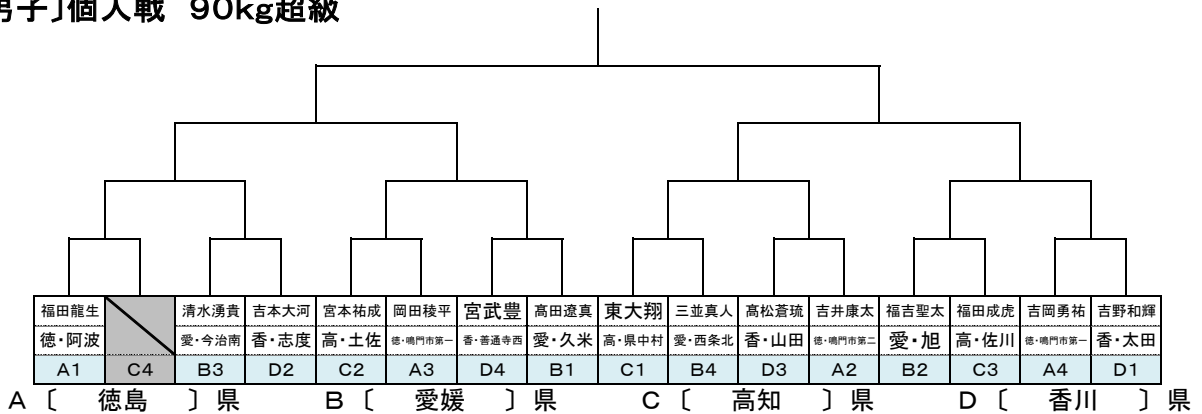 男子］個人戦 90kg超級
福田龍生 清水湧貴 吉本大河 宮本祐成 岡田稜平 宮武豊 髙田遼真 東大翔 三並真人 髙松蒼琉 吉井康太 福吉聖太 福田成虎 吉岡勇祐 吉野和輝
徳・阿波 愛・今治南 香・志度 高・土佐 徳・鳴門市第一 香・善通寺西 愛・久米 高・県中村 愛・西条北 香・山田 徳・鳴門市第二 愛・旭 高・佐川 徳・鳴門市第一 香・太田
A1 C4 B3 D2 C2 A3 D4 B1 C1 B4 D3 A2 B2 C3 A4 D1
A 〔 徳島 〕県 B 〔 愛媛 〕県 C 〔 高知 〕県 D 〔 香川 〕県